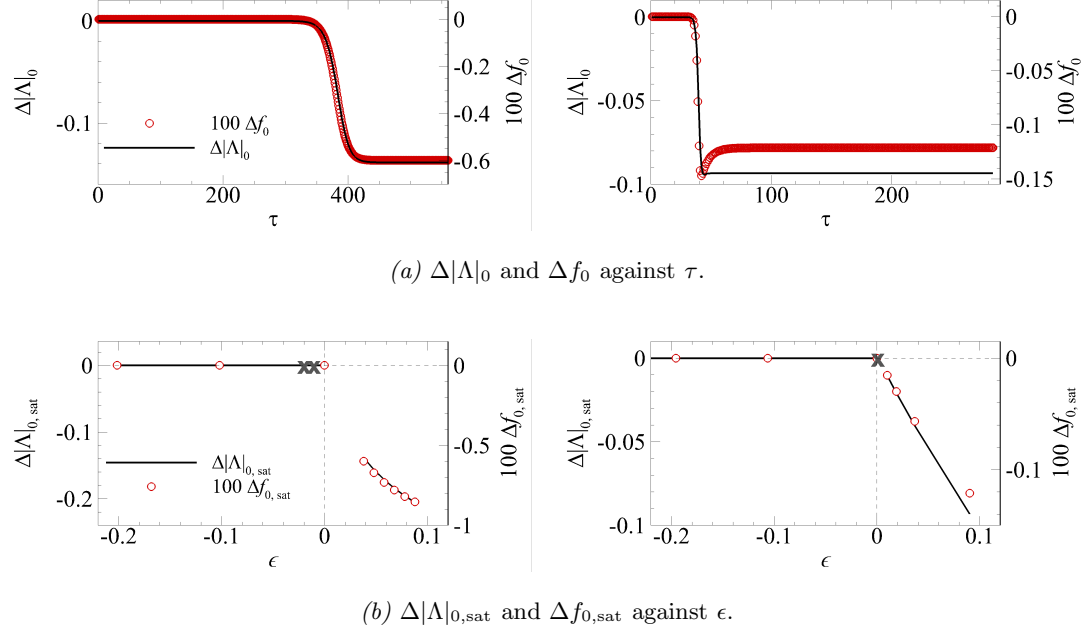 0
-0.1
Δ|Λ|₀
0
-0.2
-0.4
-0.6
100 Δf₀
100 Δf₀
Δ|Λ|₀
0 200 400
τ
0
-0.05
-0.1
Δ|Λ|₀
0
-0.05
-0.1
-0.15
100 Δf₀
0 100 200
τ
(a) Δ|Λ|₀ and Δf₀ against τ.
0
-0.1
-0.2
Δ|Λ|₀, sat
0
-0.5
-1
100 Δf₀, sat
Δ|Λ|₀, sat
100 Δf₀, sat
-0.2 -0.1 0 0.1
ϵ
0
-0.05
-0.1
Δ|Λ|₀, sat
0
-0.1
100 Δf₀, sat
-0.2 -0.1 0 0.1
ϵ
(b) Δ|Λ|₀,sat and Δf₀,sat against ϵ.